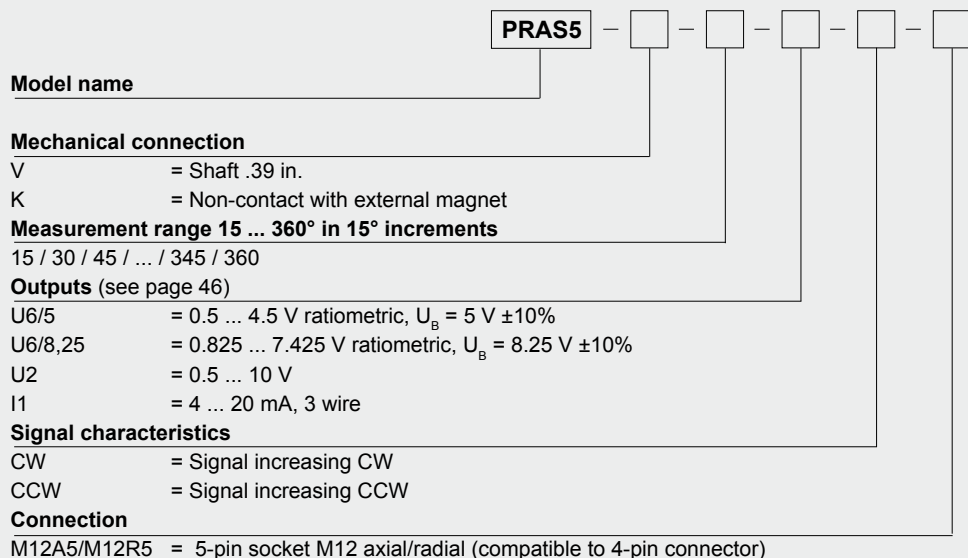 PRAS5 – – – – –
Model name
Mechanical connection
V = Shaft .39 in.
K = Non-contact with external magnet
Measurement range 15 ... 360° in 15° increments
15 / 30 / 45 / ... / 345 / 360
Outputs (see page 46)
U6/5 = 0.5 ... 4.5 V ratiometric, U_B = 5 V ±10%
U6/8,25 = 0.825 ... 7.425 V ratiometric, U_B = 8.25 V ±10%
U2 = 0.5 ... 10 V
I1 = 4 ... 20 mA, 3 wire
Signal characteristics
CW = Signal increasing CW
CCW = Signal increasing CCW
Connection
M12A5/M12R5 = 5-pin socket M12 axial/radial (compatible to 4-pin connector)